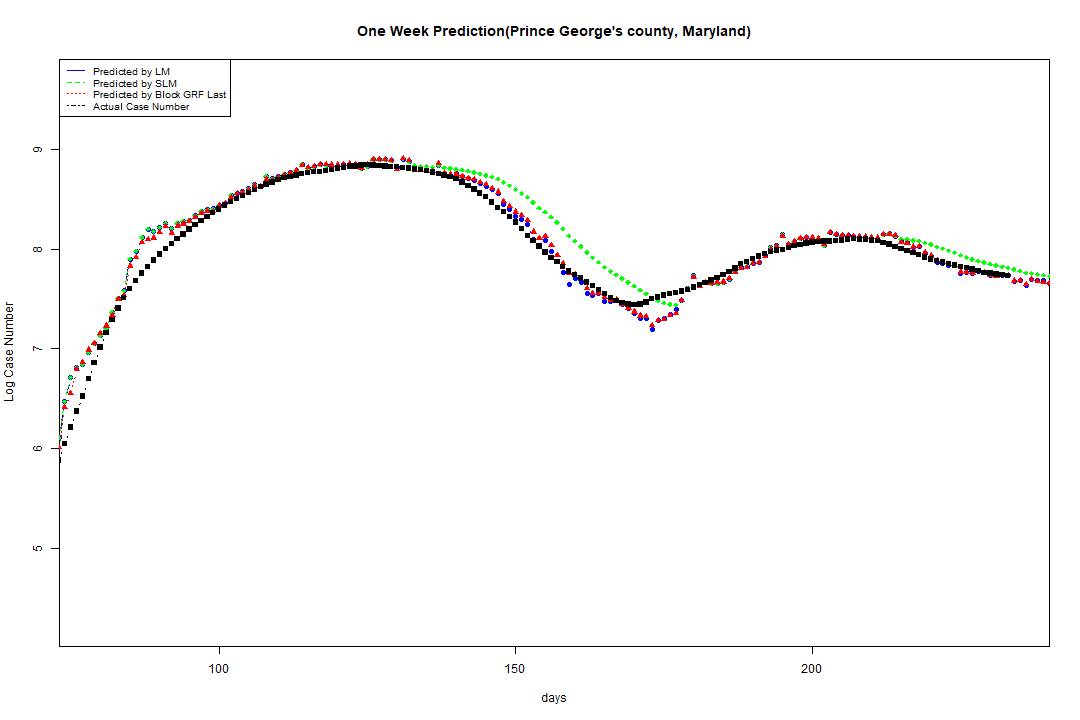 One Week Prediction(Prince George's county, Maryland)
Predicted by LM
Predicted by SLM
Predicted by Block GRF Last
Actual Case Number
9
8
7
6
5
Log Case Number
100 150 200
days